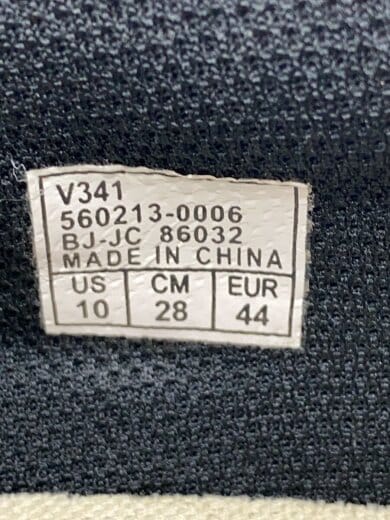 V341
560213-0006
BJ-JC 86032
MADE IN CHINA
US CM EUR
10 28 44